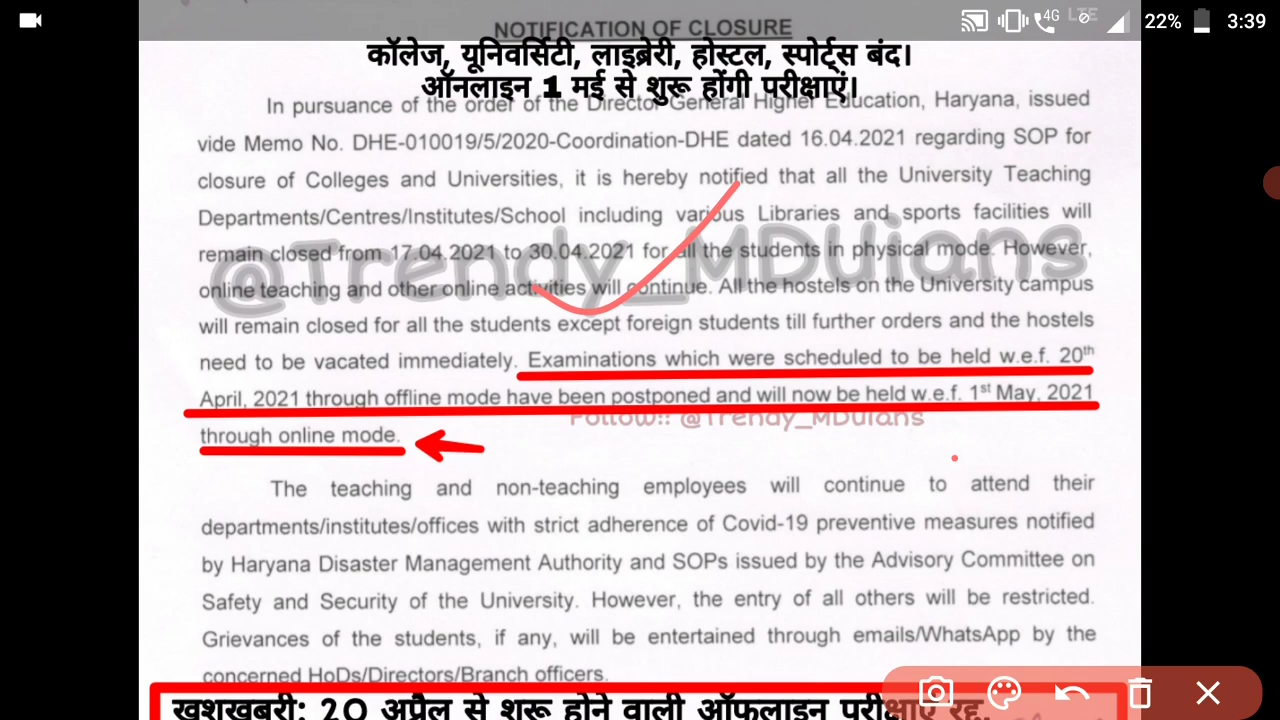 4G LTE 22% 3:39
NOTIFICATION OF CLOSURE
कॉलेज, यूनिवर्सिटी, लाइब्रेरी, होस्टल, स्पोर्ट्स बंद।
ऑनलाइन 1 मई से शुरू होंगी परीक्षाएं।
In pursuance of the order of the Director General Higher Education, Haryana, issued
vide Memo No. DHE-010019/5/2020-Coordination-DHE dated 16.04.2021 regarding SOP for
closure of Colleges and Universities, it is hereby notified that all the University Teaching
Departments/Centres/Institutes/School including various Libraries and sports facilities will
remain closed from 17.04.2021 to 30.04.2021 for all the students in physical mode. However,
@Trendy_MDUians
online teaching and other online activities will continue. All the hostels on the University campus
will remain closed for all the students except foreign students till further orders and the hostels
need to be vacated immediately. Examinations which were scheduled to be held w.e.f. 20th
April, 2021 through offline mode have been postponed and will now be held w.e.f. 1st May, 2021
Follow:: @Trendy_MDUians
through online mode.
The teaching and non-teaching employees will continue to attend their
departments/institutes/offices with strict adherence of Covid-19 preventive measures notified
by Haryana Disaster Management Authority and SOPs issued by the Advisory Committee on
Safety and Security of the University. However, the entry of all others will be restricted.
Grievances of the students, if any, will be entertained through emails/WhatsApp by the
concerned HoDs/Directors/Branch officers.
खुशखबरी: 20 अप्रैल से शुरू होने वाली ऑफलाइन परीक्षाएं रद्द.